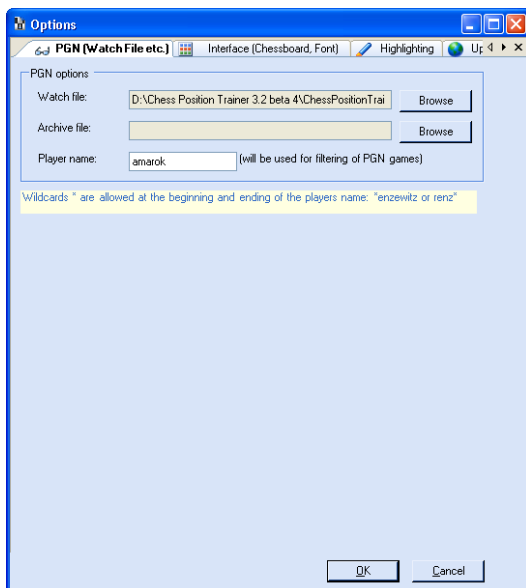 Options
PGN (Watch File etc.) Interface (Chessboard, Font) Highlighting Up
PGN options
Watch file: D:\Chess Position Trainer 3.2 beta 4\ChessPositionTrai Browse
Archive file: Browse
Player name: amarok (will be used for filtering of PGN games)
Wildcards * are allowed at the beginning and ending of the players name: "enzewitz or renz"
OK Cancel